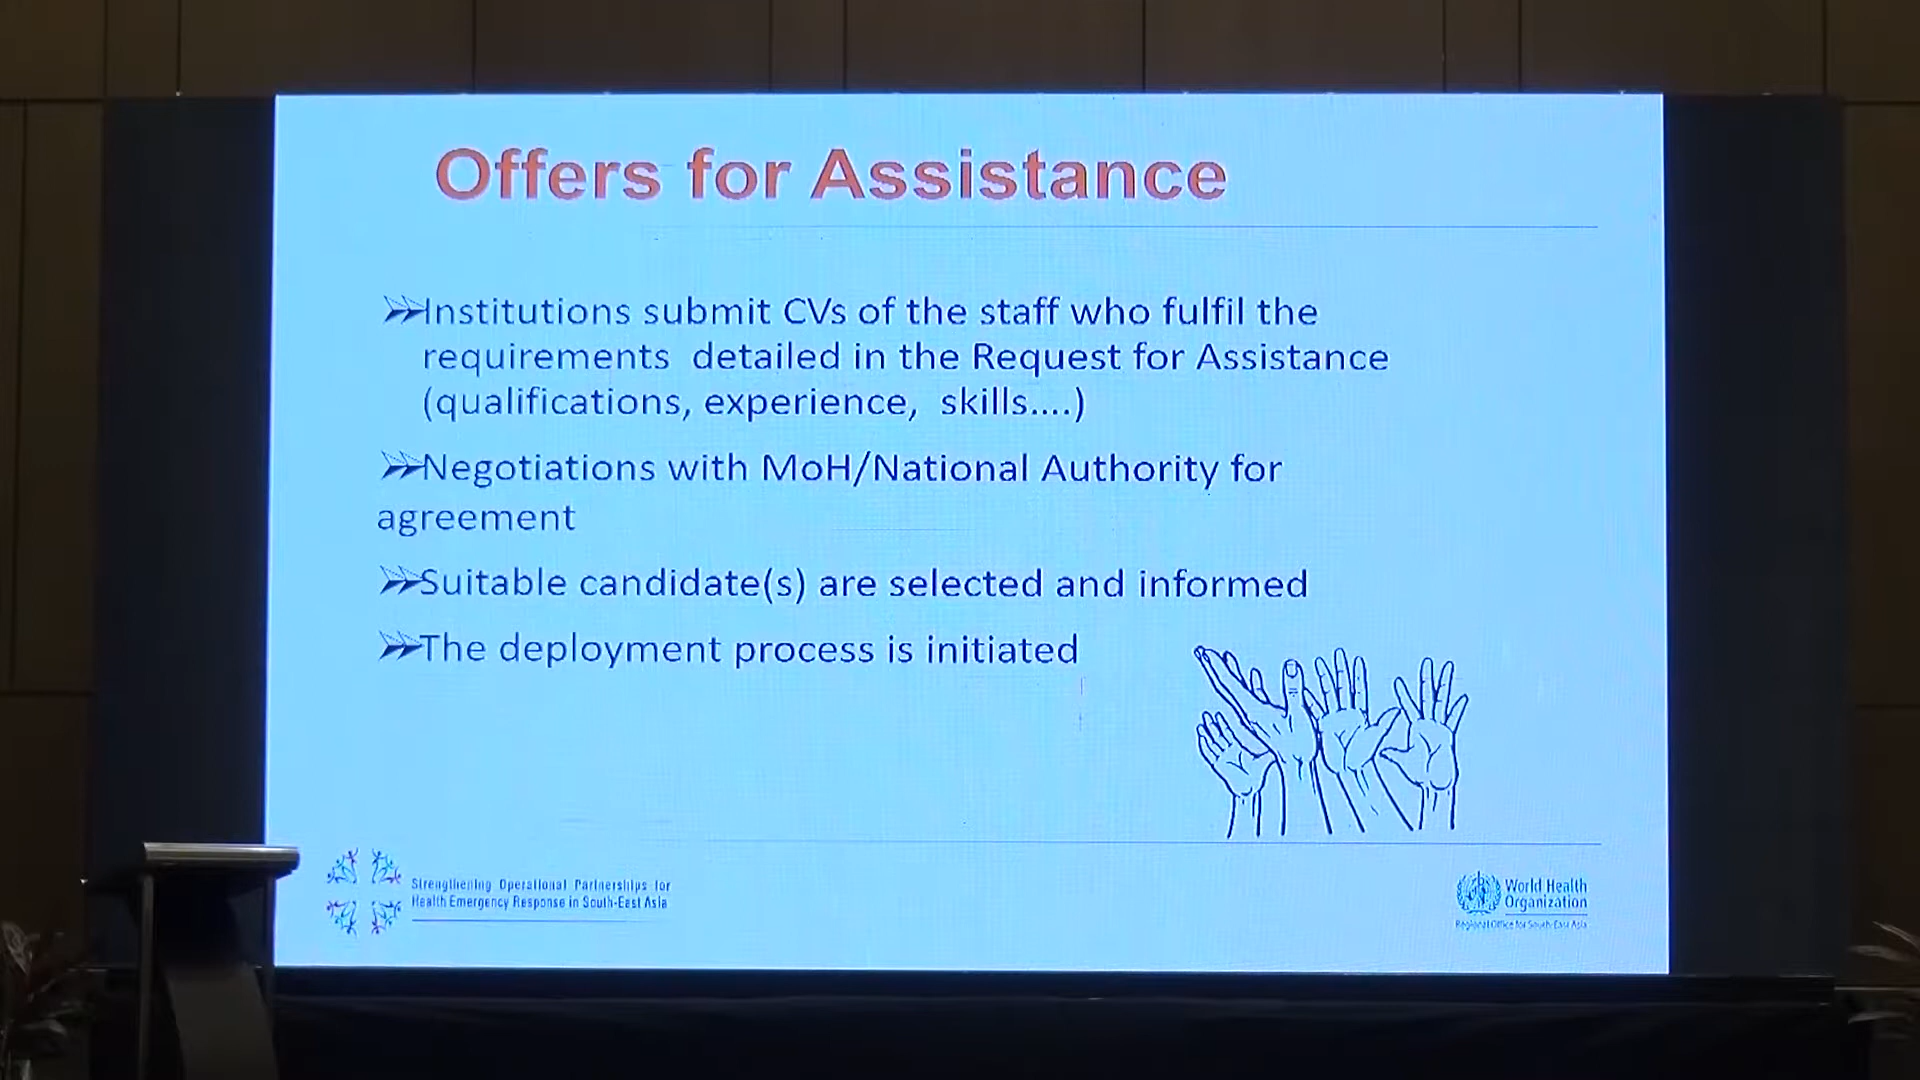 Offers for Assistance
Institutions submit CVs of the staff who fulfil the
requirements detailed in the Request for Assistance
(qualifications, experience, skills....)
Negotiations with MoH/National Authority for
agreement
Suitable candidate(s) are selected and informed
The deployment process is initiated
Strengthening Operational Partnerships for
Health Emergency Response in South-East Asia
World Health
Organization
Regional Office for South-East Asia